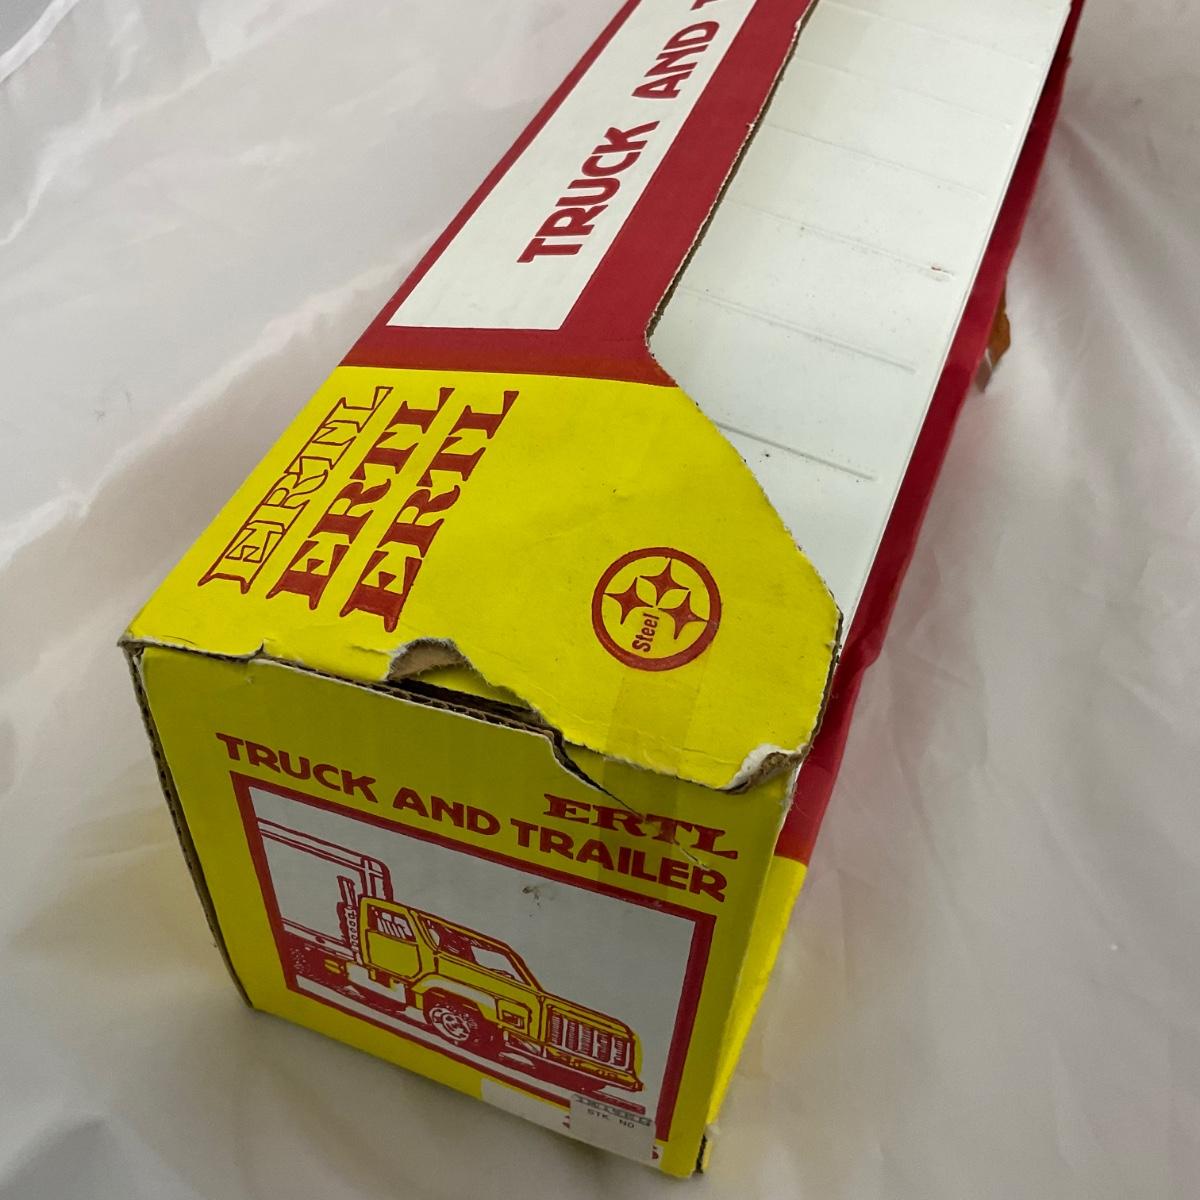 TRUCK AND
ERTL
ERTL
ERTL
Steel
ERTL
TRUCK AND TRAILER
STK. NO